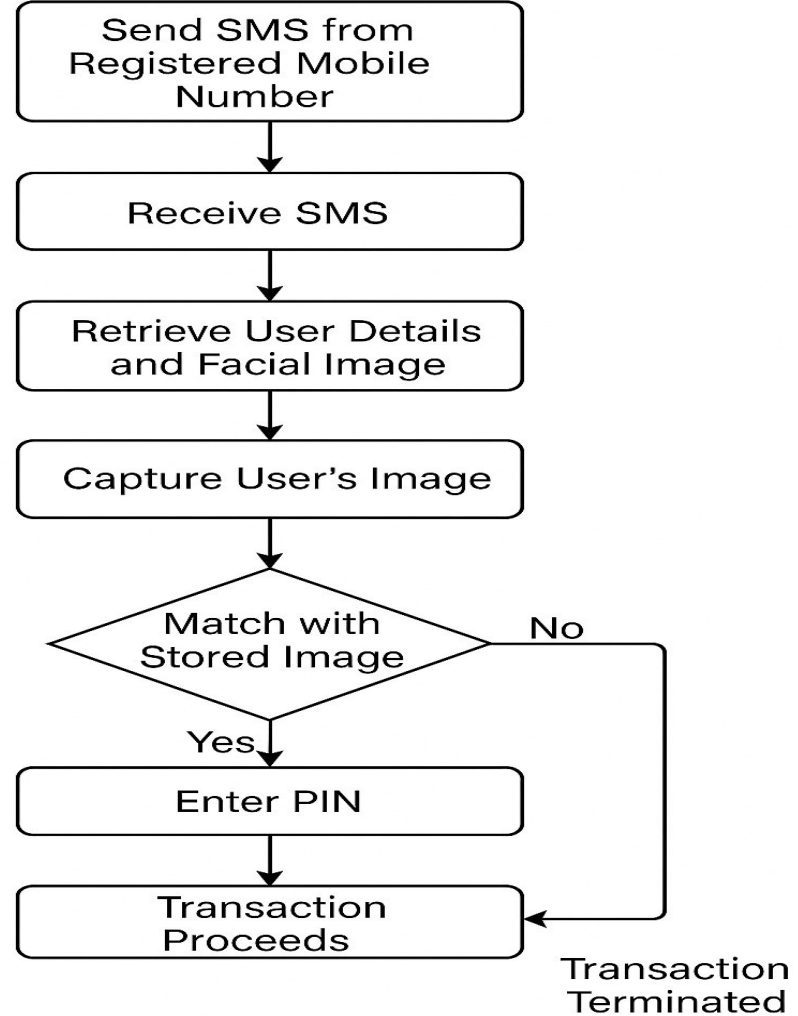 Send SMS from
Registered Mobile
Number
Receive SMS
Retrieve User Details
and Facial Image
Capture User’s Image
Match with
Stored Image
No
Yes
Enter PIN
Transaction
Proceeds
Transaction
Terminated